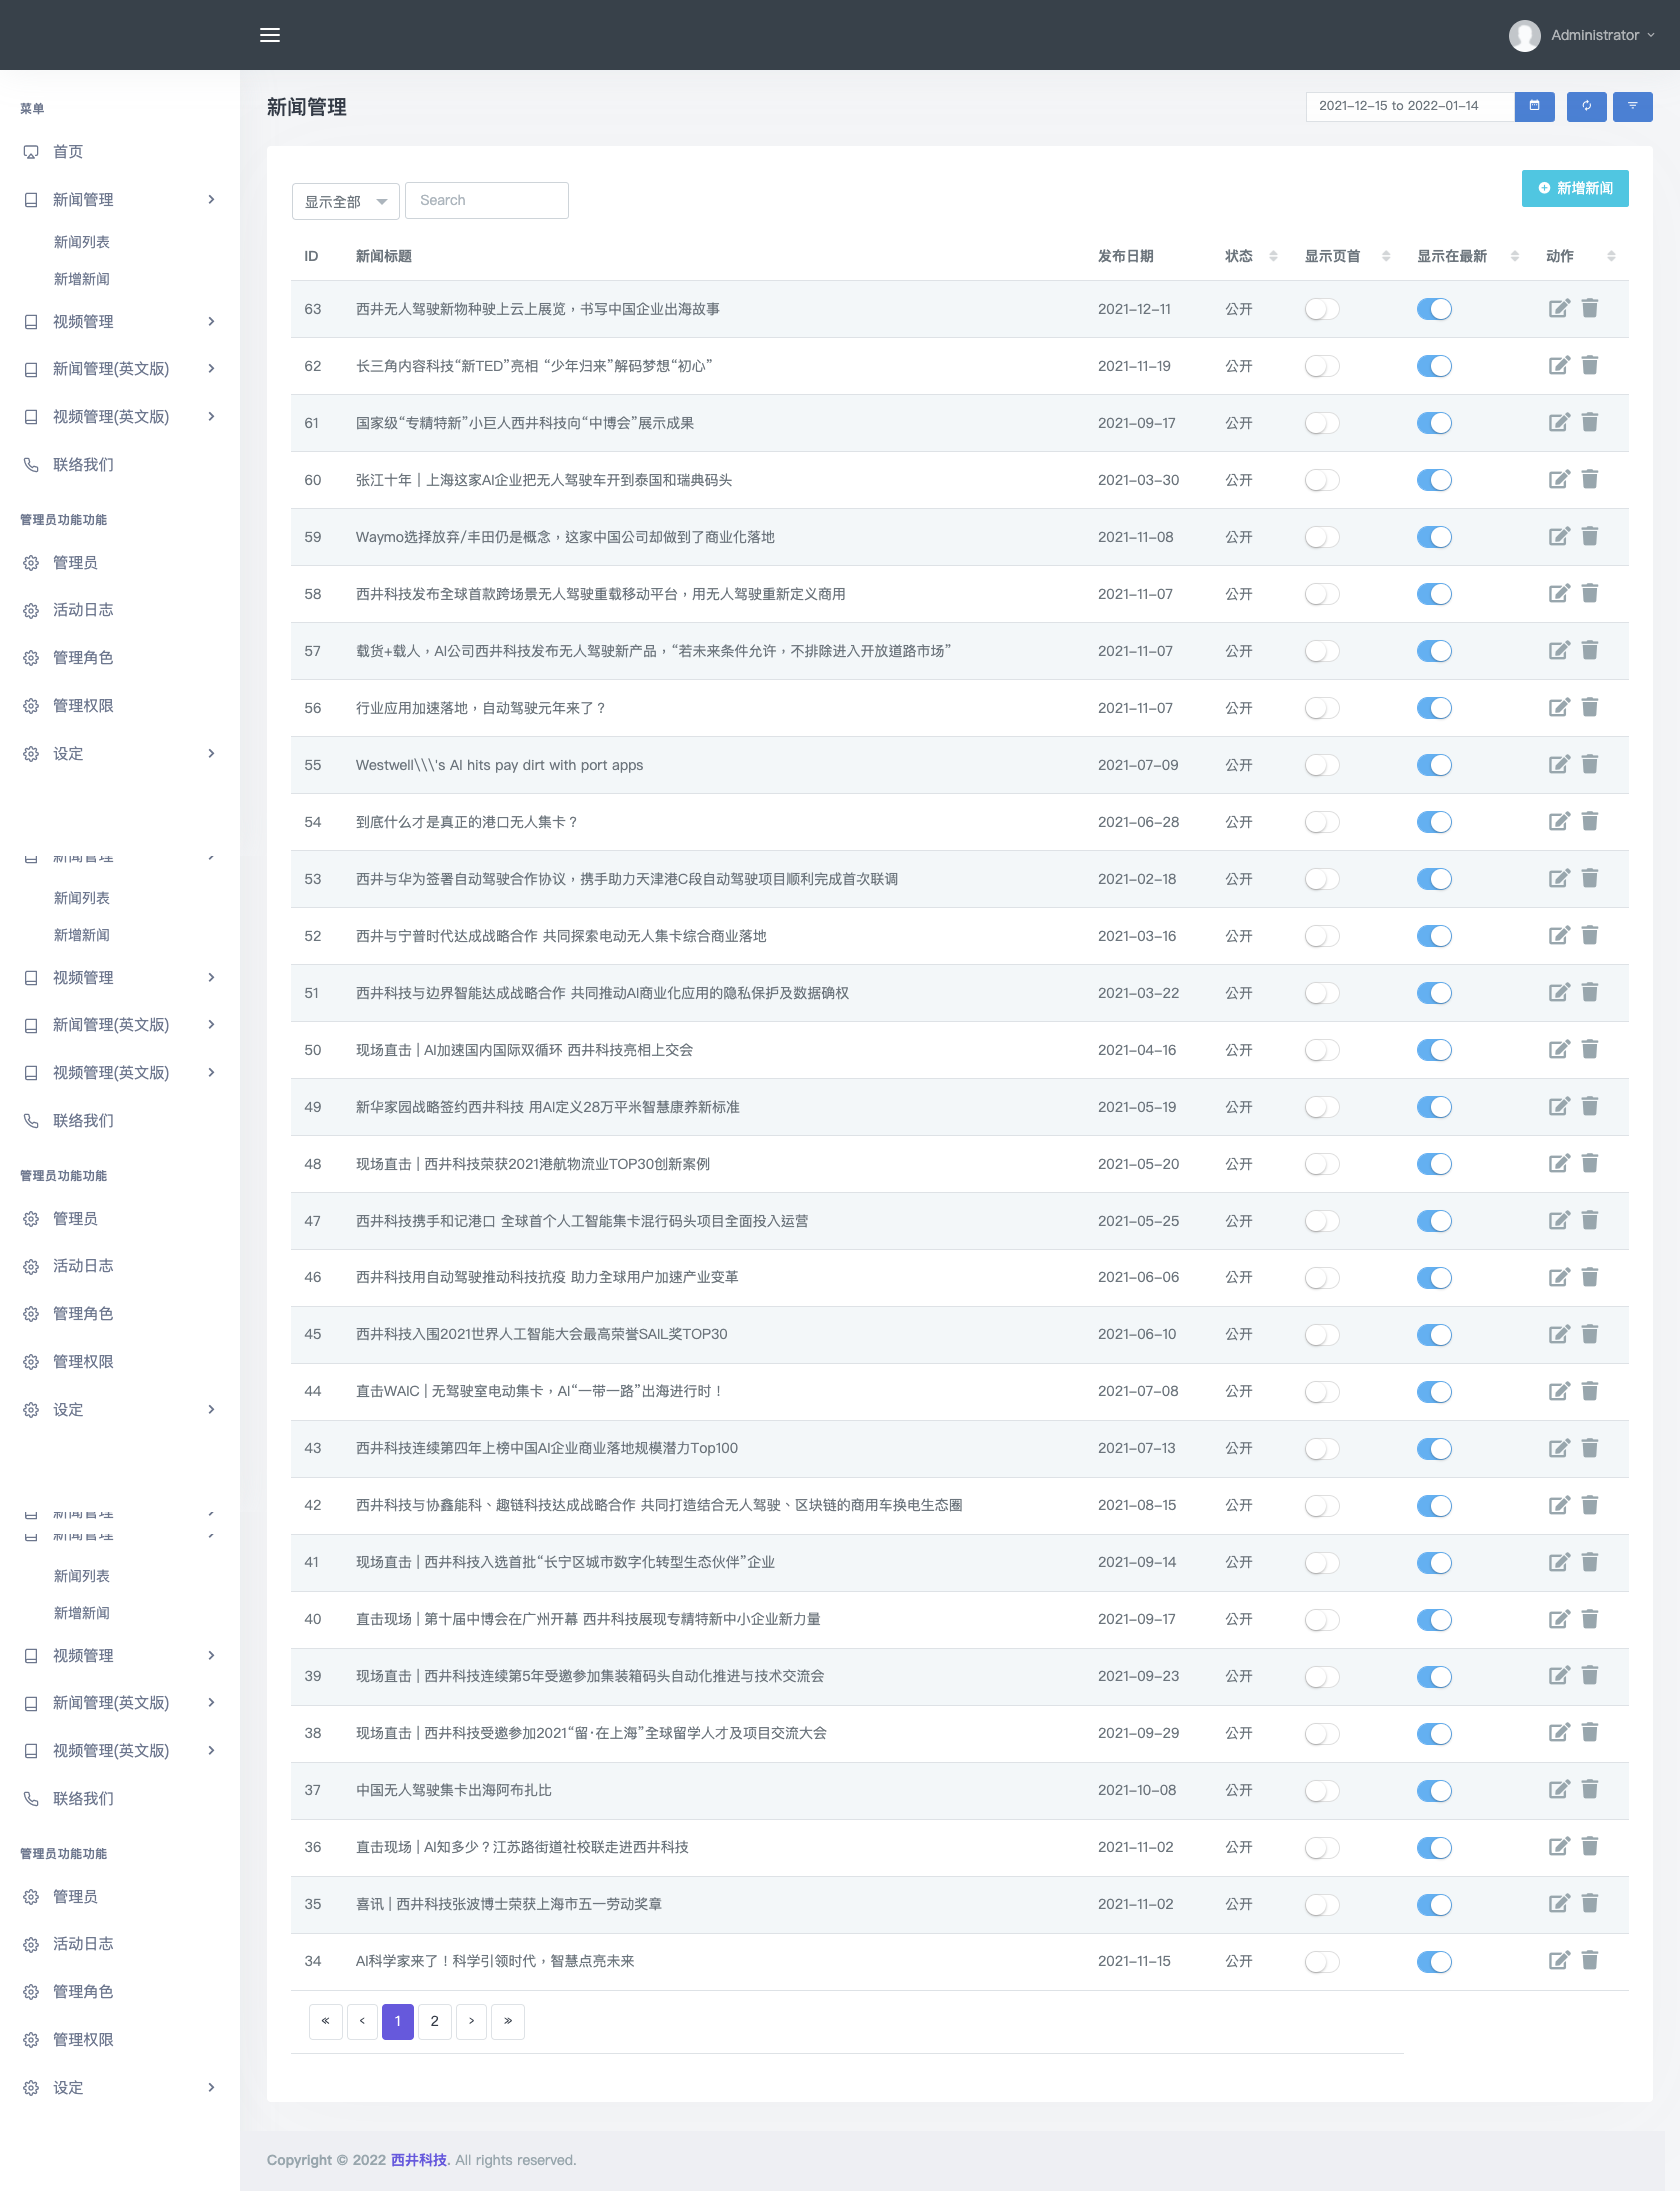 Administrator
菜单
首页
新闻管理
新闻列表
新增新闻
视频管理
新闻管理(英文版)
视频管理(英文版)
联络我们
管理员功能功能
管理员
活动日志
管理角色
管理权限
设定
新闻管理
新闻列表
新增新闻
视频管理
新闻管理(英文版)
视频管理(英文版)
联络我们
管理员功能功能
管理员
活动日志
管理角色
管理权限
设定
新闻管理
新闻管理
新闻列表
新增新闻
视频管理
新闻管理(英文版)
视频管理(英文版)
联络我们
管理员功能功能
管理员
活动日志
管理角色
管理权限
设定
新闻管理 2021-12-15 to 2022-01-14
新增新闻
显示全部 Search
ID 新闻标题 发布日期 状态 显示页首 显示在最新 动作
63 西井无人驾驶新物种驶上云上展览，书写中国企业出海故事 2021-12-11 公开
62 长三角内容科技“新TED”亮相 “少年归来”解码梦想“初心” 2021-11-19 公开
61 国家级“专精特新”小巨人西井科技向“中博会”展示成果 2021-09-17 公开
60 张江十年 | 上海这家AI企业把无人驾驶车开到泰国和瑞典码头 2021-03-30 公开
59 Waymo选择放弃/丰田仍是概念，这家中国公司却做到了商业化落地 2021-11-08 公开
58 西井科技发布全球首款跨场景无人驾驶重载移动平台，用无人驾驶重新定义商用 2021-11-07 公开
57 载货+载人，AI公司西井科技发布无人驾驶新产品，“若未来条件允许，不排除进入开放道路市场” 2021-11-07 公开
56 行业应用加速落地，自动驾驶元年来了？ 2021-11-07 公开
55 Westwell\\\'s AI hits pay dirt with port apps 2021-07-09 公开
54 到底什么才是真正的港口无人集卡？ 2021-06-28 公开
53 西井与华为签署自动驾驶合作协议，携手助力天津港C段自动驾驶项目顺利完成首次联调 2021-02-18 公开
52 西井与宁普时代达成战略合作 共同探索电动无人集卡综合商业落地 2021-03-16 公开
51 西井科技与边界智能达成战略合作 共同推动AI商业化应用的隐私保护及数据确权 2021-03-22 公开
50 现场直击 | AI加速国内国际双循环 西井科技亮相上交会 2021-04-16 公开
49 新华家园战略签约西井科技 用AI定义28万平米智慧康养新标准 2021-05-19 公开
48 现场直击 | 西井科技荣获2021港航物流业TOP30创新案例 2021-05-20 公开
47 西井科技携手和记港口 全球首个人工智能集卡混行码头项目全面投入运营 2021-05-25 公开
46 西井科技用自动驾驶推动科技抗疫 助力全球用户加速产业变革 2021-06-06 公开
45 西井科技入围2021世界人工智能大会最高荣誉SAIL奖TOP30 2021-06-10 公开
44 直击WAIC | 无驾驶室电动集卡，AI“一带一路”出海进行时！ 2021-07-08 公开
43 西井科技连续第四年上榜中国AI企业商业落地规模潜力Top100 2021-07-13 公开
42 西井科技与协鑫能科、趣链科技达成战略合作 共同打造结合无人驾驶、区块链的商用车换电生态圈 2021-08-15 公开
41 现场直击 | 西井科技入选首批“长宁区城市数字化转型生态伙伴”企业 2021-09-14 公开
40 直击现场 | 第十届中博会在广州开幕 西井科技展现专精特新中小企业新力量 2021-09-17 公开
39 现场直击 | 西井科技连续第5年受邀参加集装箱码头自动化推进与技术交流会 2021-09-23 公开
38 现场直击 | 西井科技受邀参加2021“留·在上海”全球留学人才及项目交流大会 2021-09-29 公开
37 中国无人驾驶集卡出海阿布扎比 2021-10-08 公开
36 直击现场 | AI知多少？江苏路街道社校联走进西井科技 2021-11-02 公开
35 喜讯 | 西井科技张波博士荣获上海市五一劳动奖章 2021-11-02 公开
34 AI科学家来了！科学引领时代，智慧点亮未来 2021-11-15 公开
« ‹ 1 2 › »
Copyright © 2022 西井科技. All rights reserved.